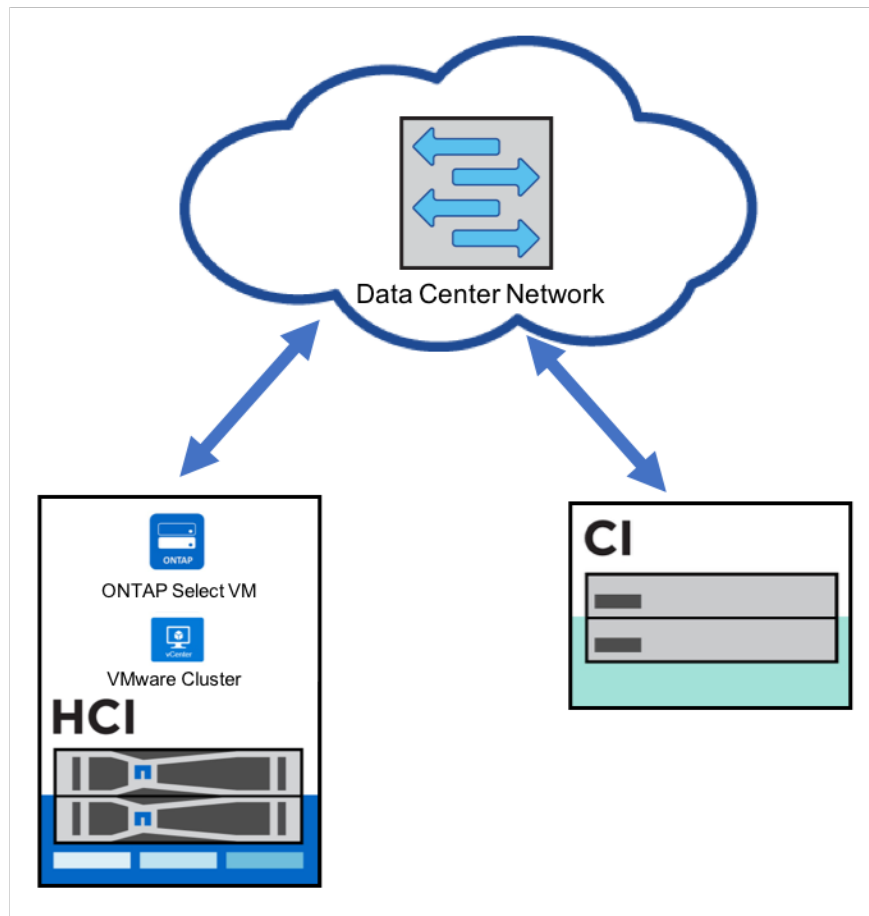 Data Center Network
ONTAP
ONTAP Select VM
vCenter
VMware Cluster
HCI
CI